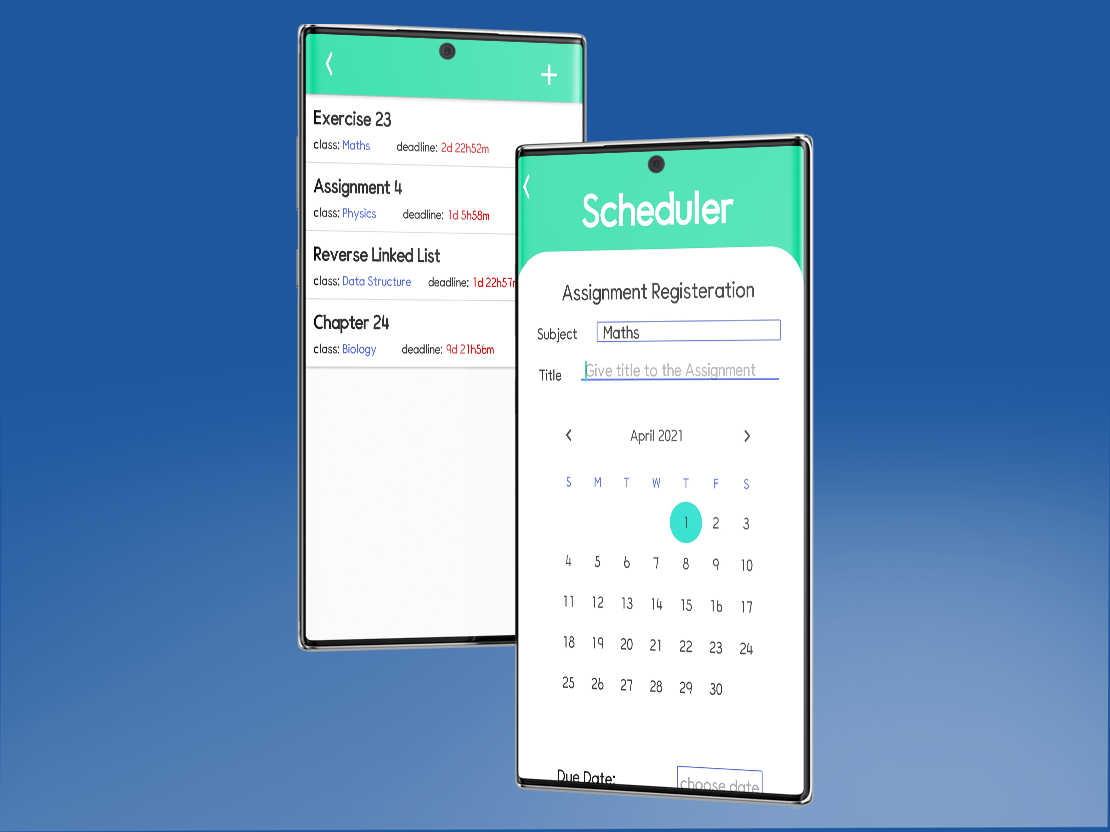 Exercise 23
class: Maths deadline: 2d 22h52m
Assignment 4
class: Physics deadline: 1d 5h58m
Reverse Linked List
class: Data Structure deadline: 1d 22h57m
Chapter 24
class: Biology deadline: 9d 21h56m
Scheduler
Assignment Registeration
Subject Maths
Title Give title to the Assignment
April 2021
S M T W T F S
1 2 3
4 5 6 7 8 9 10
11 12 13 14 15 16 17
18 19 20 21 22 23 24
25 26 27 28 29 30
Due Date: choose date